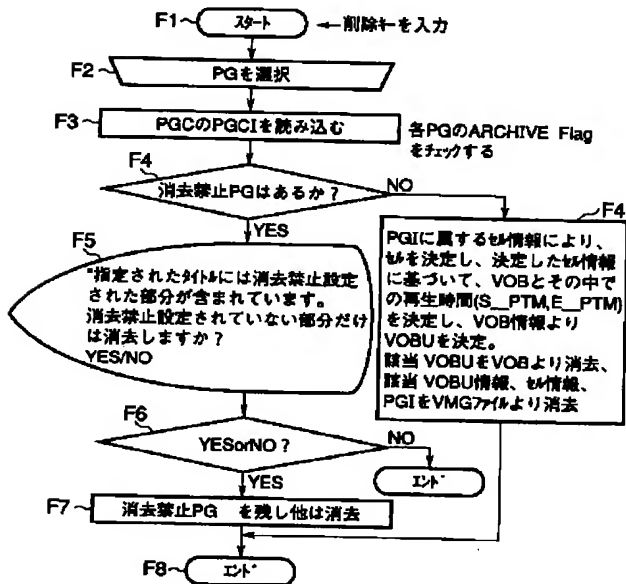 F1 スタート ←削除キーを入力
F2 PGを選択
F3 PGCのPGCIを読み込む
各PGのARCHIVE Flag
をチェックする
F4
消去禁止PGはあるか？
NO
YES
F4
PGIに属するセル情報により、
セルを決定し、決定したセル情報
に基づいて、VOBとその中で
の再生時間(S_PTM,E_PTM)
を決定し、VOB情報より
VOBUを決定。
該当VOBUをVOBより消去、
該当VOBU情報、セル情報、
PGIをVMGファイルより消去
F5
"指定されたタイトルには消去禁止設定
された部分が含まれています。
消去禁止設定されていない部分だけ
は消去しますか？
YES/NO
F6
YESorNO？
NO
エンド
YES
F7 消去禁止PG を残し他は消去
F8 エンド